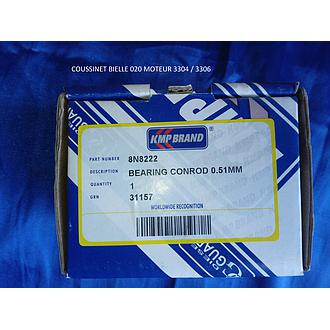 COUSSINET BIELLE 020 MOTEUR 3304 / 3306
KMP BRAND ®
PART NUMBER 8N8222
DESCRIPTION BEARING CONROD 0.51MM
QUANTITY 1
GRN 31157
WORLDWIDE RECOGNITION